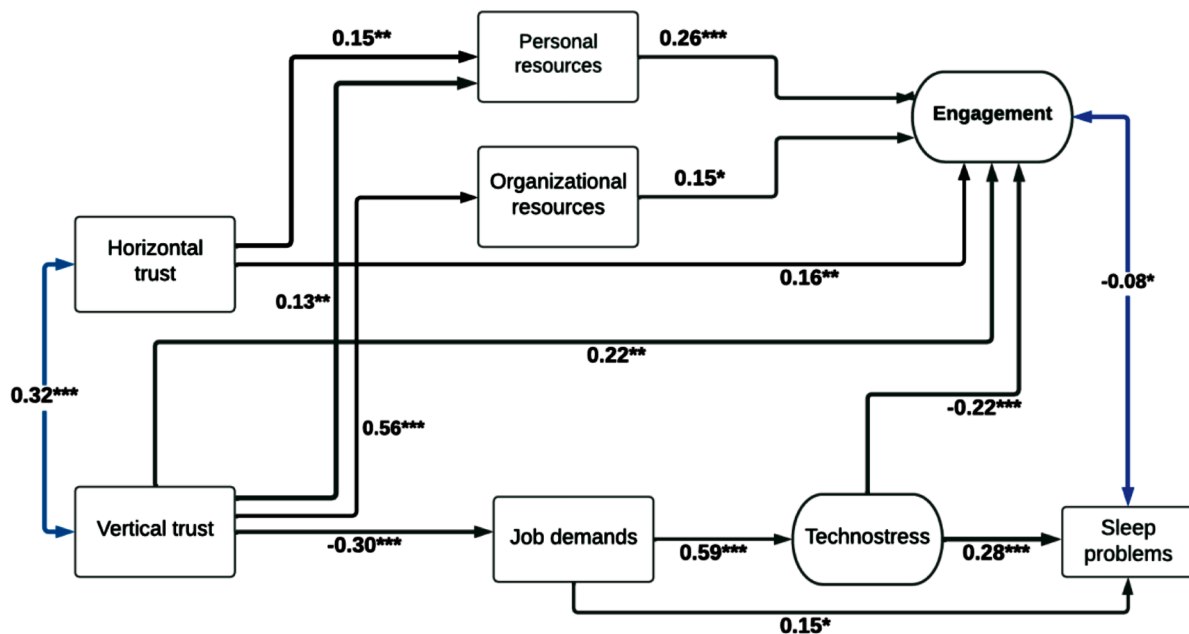 0.15**
Personal
resources
0.26***
Engagement
Organizational
resources
0.15*
Horizontal
trust
0.16**
-0.08*
0.13**
0.22**
0.32***
0.56***
-0.22***
Vertical trust
-0.30***
Job demands
0.59***
Technostress
0.28***
Sleep
problems
0.15*